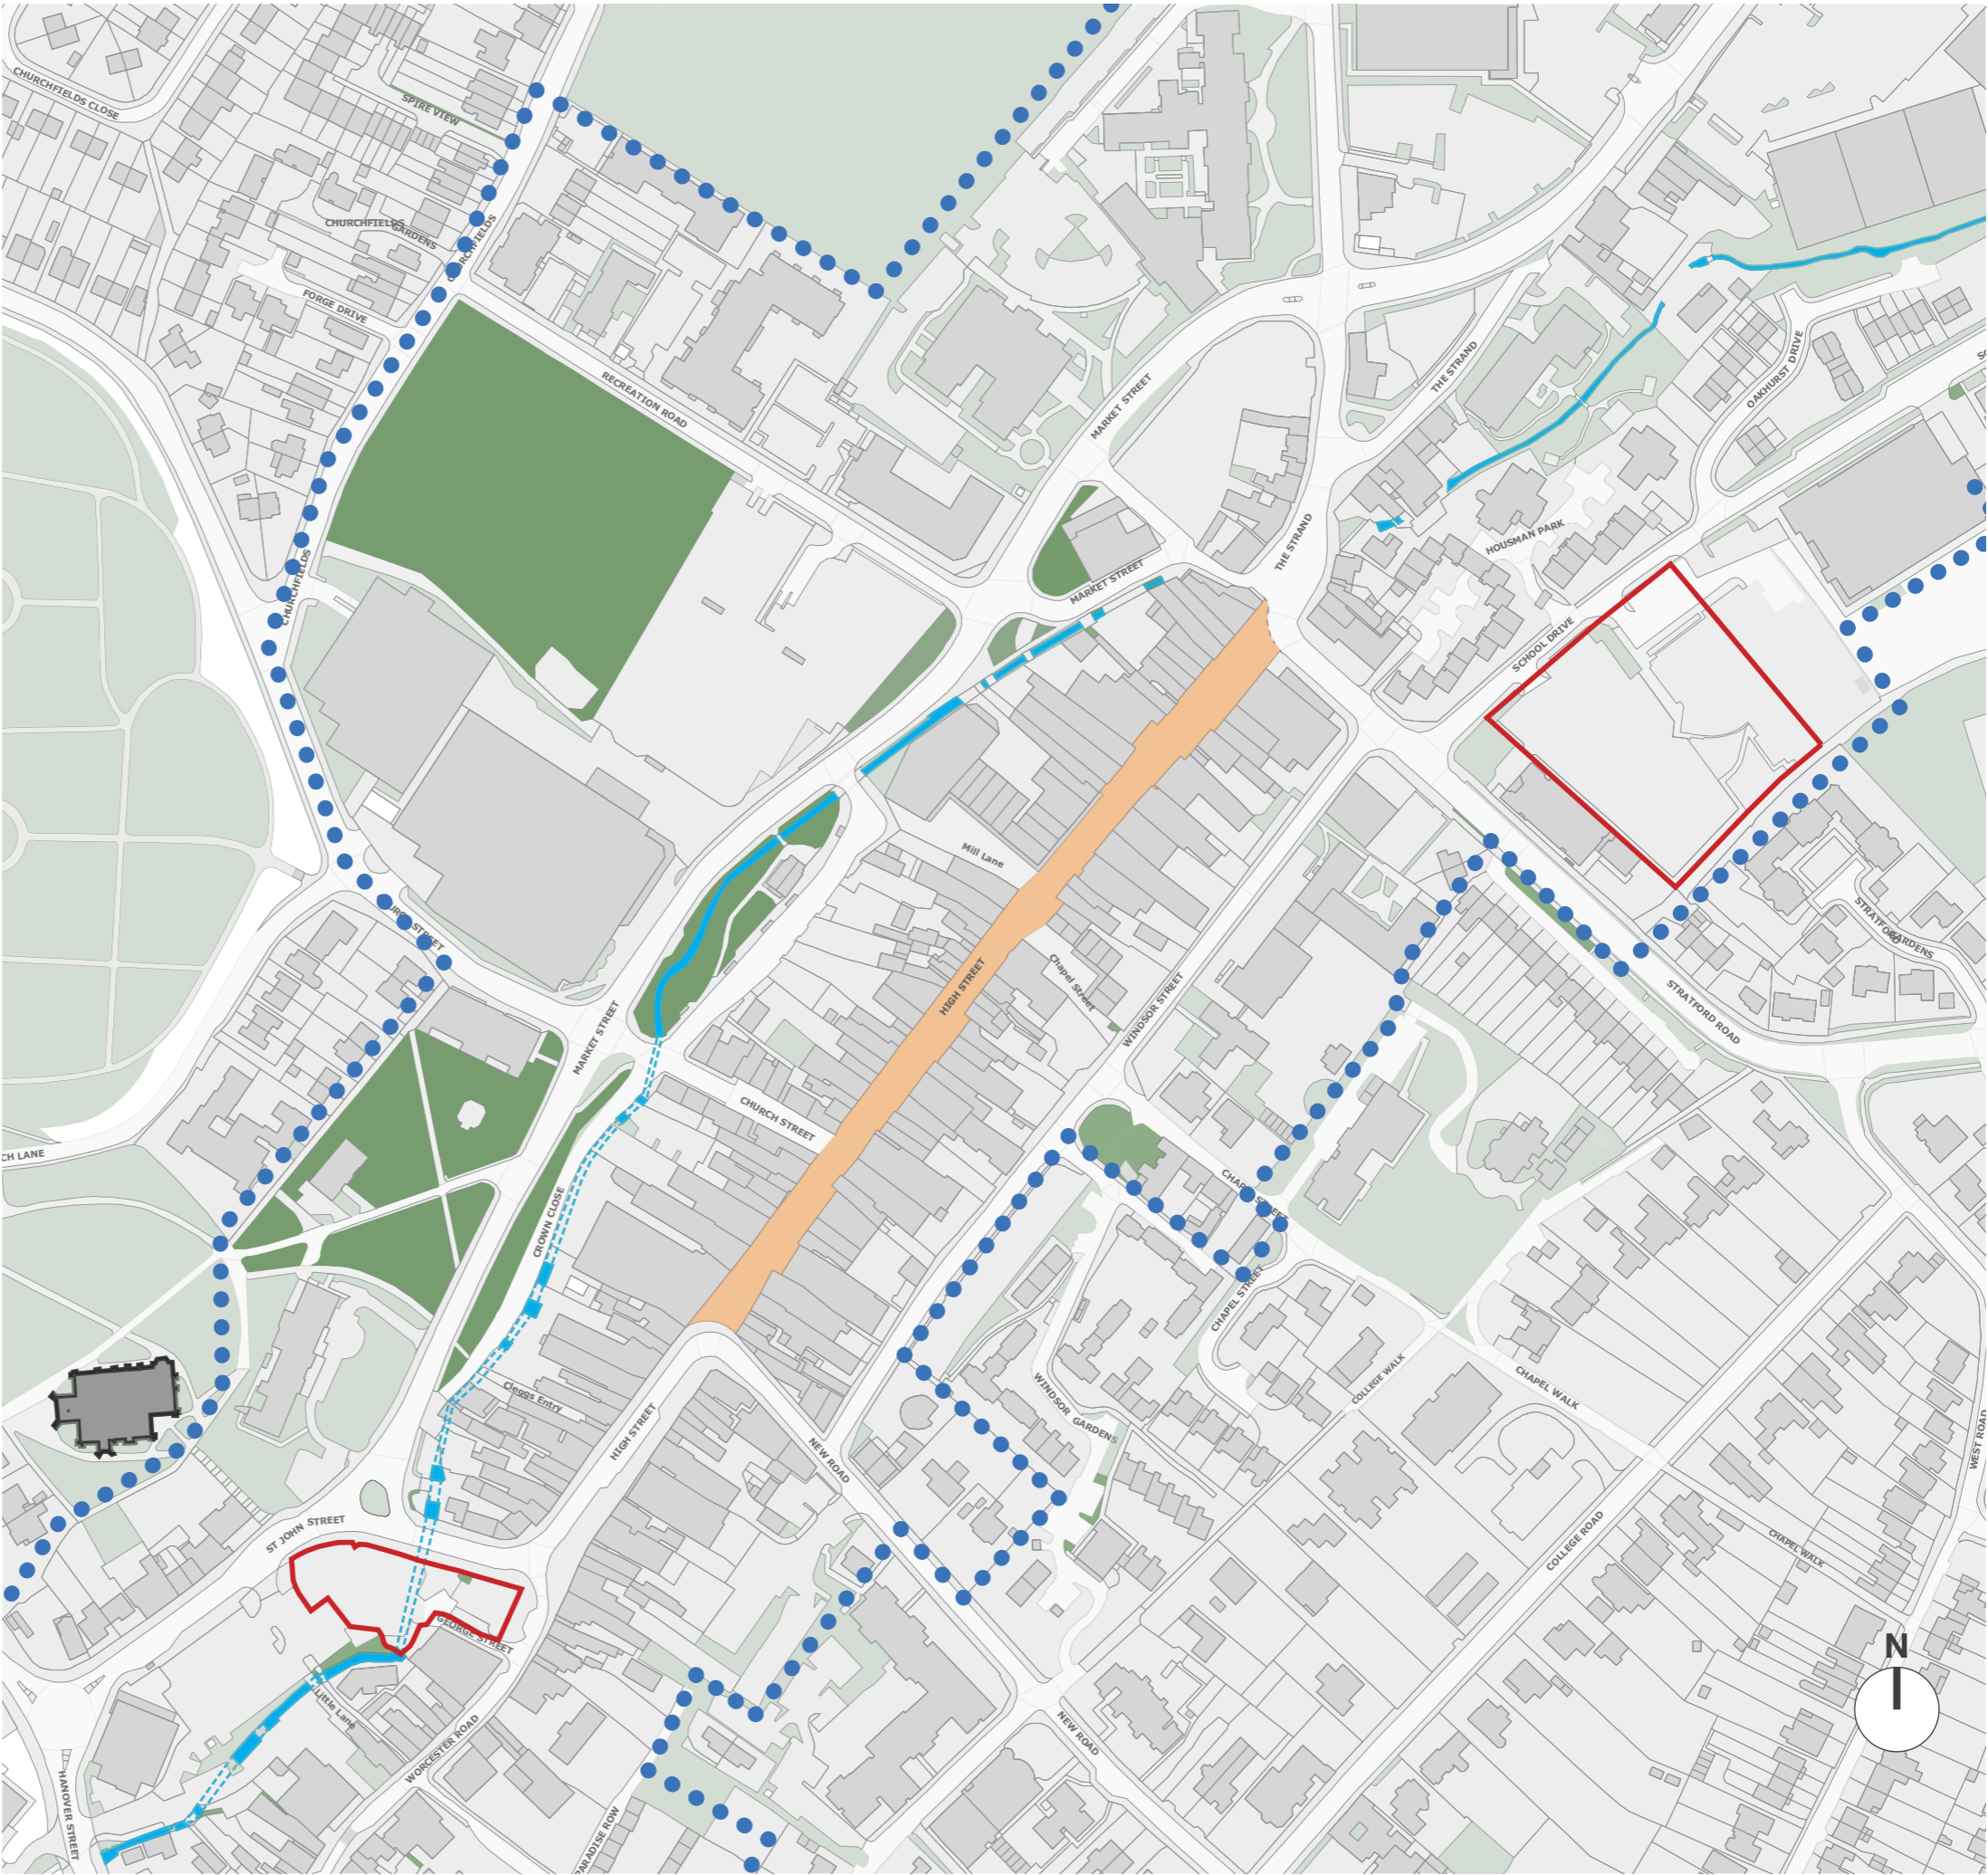 CHURCHFIELDS CLOSE
SPIRE VIEW
CHURCHFIELDS
GARDENS
CHURCHFIELDS
FORGE DRIVE
RECREATION ROAD
MARKET STREET
THE STRAND
OAKHURST DRIVE
THE STRAND
HOUSMAN PARK
MARKET STREET
CHURCHFIELDS
SCHOOL DRIVE
Mill Lane
STRATFORD
GARDENS
HIGH STREET
Chapel Street
WINDSOR STREET
STRATFORD ROAD
MARKET STREET
CHURCH STREET
CH LANE
CROWN CLOSE
CHAPEL STREET
WINDSOR GARDENS
COLLEGE WALK
CHAPEL WALK
Cleggs Entry
HIGH STREET
NEW ROAD
WEST ROAD
ST JOHN STREET
COLLEGE ROAD
CHAPEL WALK
GEORGE STREET
Little Lane
WORCESTER ROAD
NEW ROAD
HANOVER STREET
PARADISE ROW
N